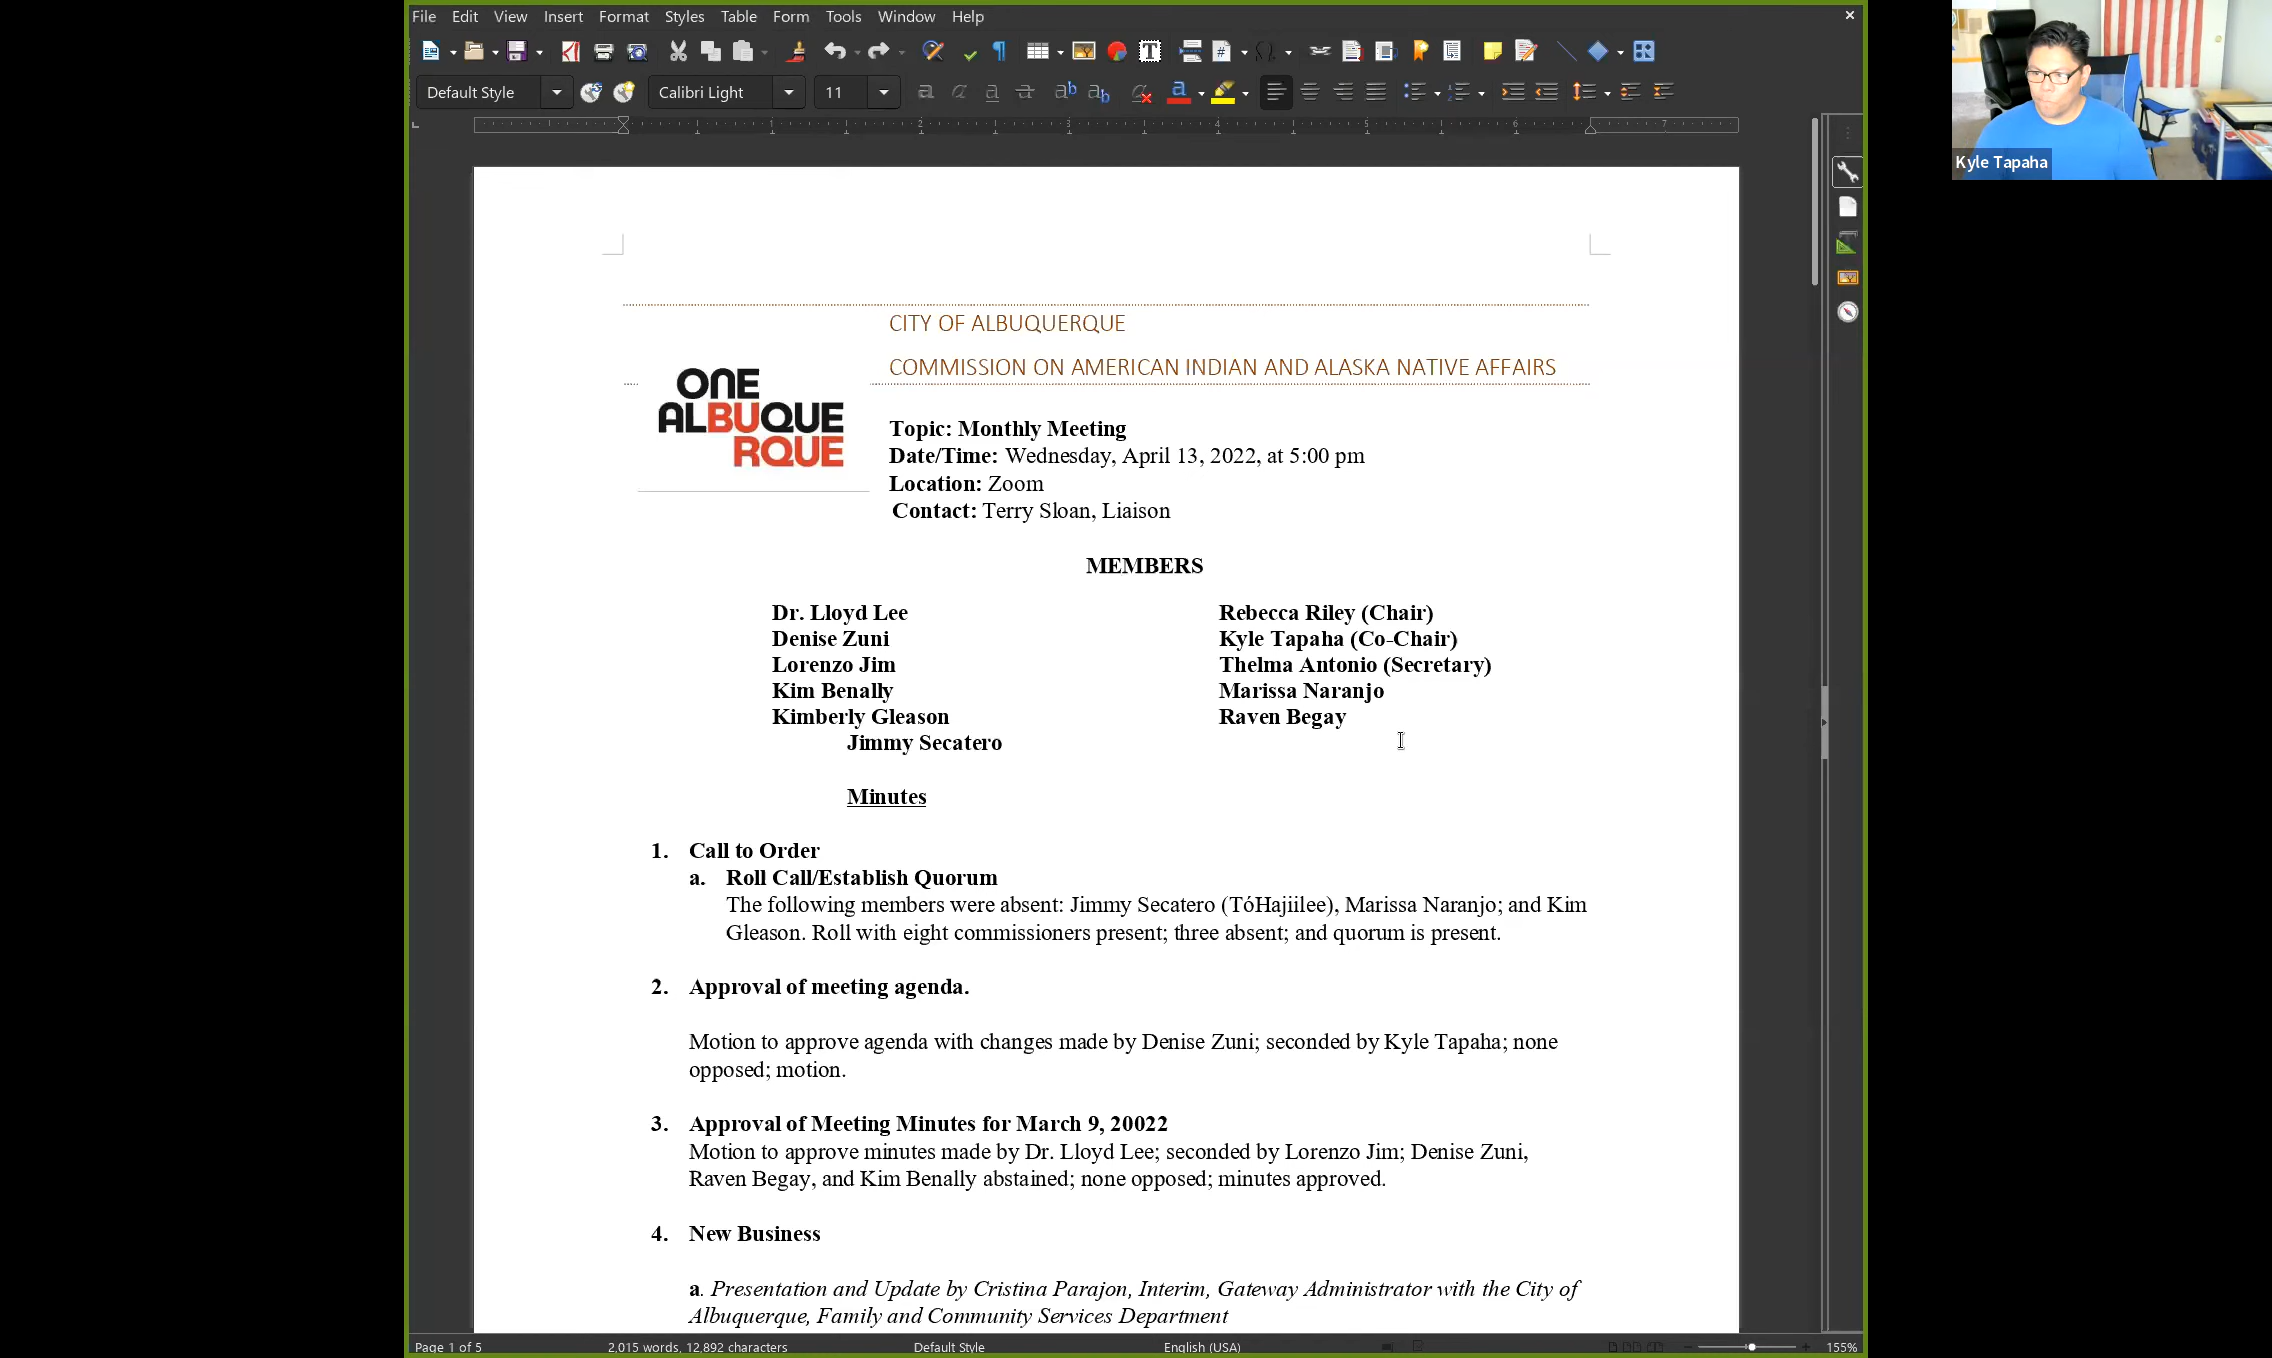 File Edit View Insert Format Styles Table Form Tools Window Help
Default Style Calibri Light 11
Kyle Tapaha
CITY OF ALBUQUERQUE
COMMISSION ON AMERICAN INDIAN AND ALASKA NATIVE AFFAIRS
ONE
ALBUQUE
RQUE
Topic: Monthly Meeting
Date/Time: Wednesday, April 13, 2022, at 5:00 pm
Location: Zoom
Contact: Terry Sloan, Liaison
MEMBERS
Dr. Lloyd Lee Rebecca Riley (Chair)
Denise Zuni Kyle Tapaha (Co-Chair)
Lorenzo Jim Thelma Antonio (Secretary)
Kim Benally Marissa Naranjo
Kimberly Gleason Raven Begay
Jimmy Secatero
Minutes
1. Call to Order
a. Roll Call/Establish Quorum
The following members were absent: Jimmy Secatero (TóHajiilee), Marissa Naranjo; and Kim
Gleason. Roll with eight commissioners present; three absent; and quorum is present.
2. Approval of meeting agenda.
Motion to approve agenda with changes made by Denise Zuni; seconded by Kyle Tapaha; none
opposed; motion.
3. Approval of Meeting Minutes for March 9, 20022
Motion to approve minutes made by Dr. Lloyd Lee; seconded by Lorenzo Jim; Denise Zuni,
Raven Begay, and Kim Benally abstained; none opposed; minutes approved.
4. New Business
a. Presentation and Update by Cristina Parajon, Interim, Gateway Administrator with the City of
Albuquerque, Family and Community Services Department
Page 1 of 5 2,015 words, 12,892 characters Default Style English (USA) 155%